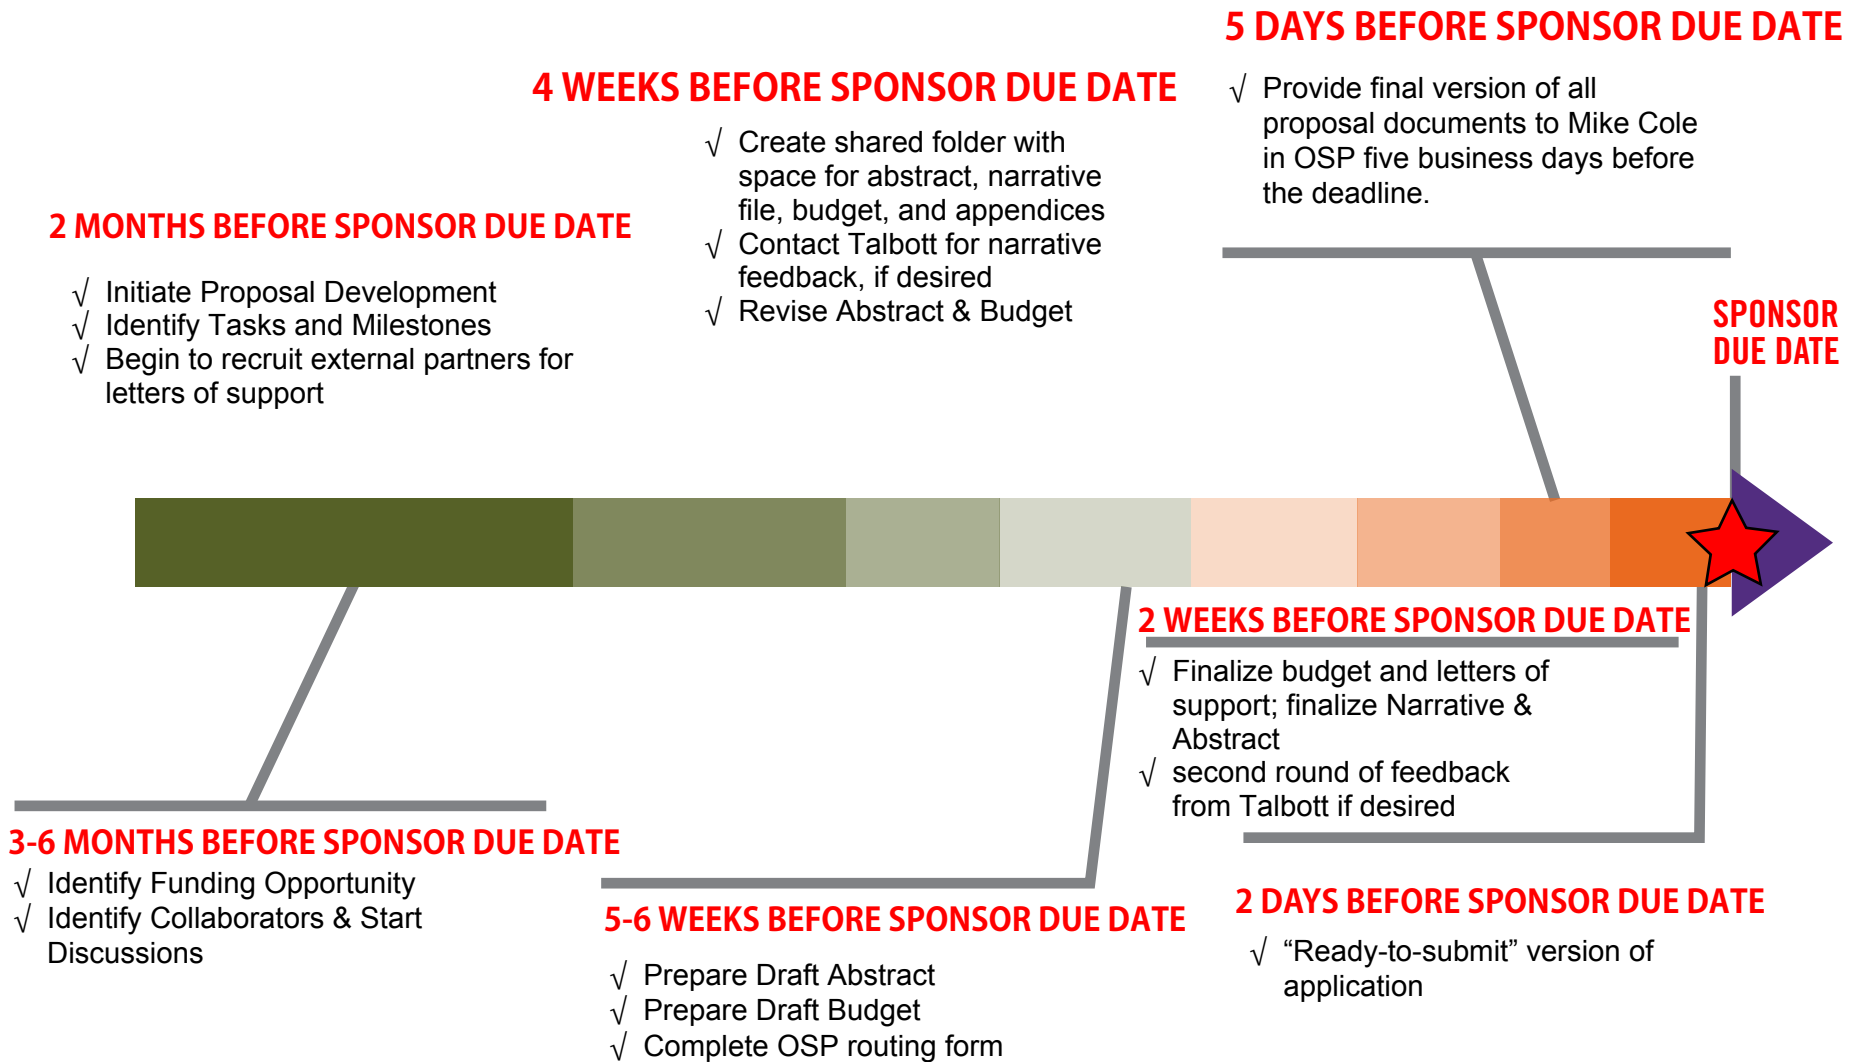 5 DAYS BEFORE SPONSOR DUE DATE
√ Provide final version of all
proposal documents to Mike Cole
in OSP five business days before
the deadline.
4 WEEKS BEFORE SPONSOR DUE DATE
√ Create shared folder with
space for abstract, narrative
file, budget, and appendices
√ Contact Talbott for narrative
feedback, if desired
√ Revise Abstract & Budget
2 MONTHS BEFORE SPONSOR DUE DATE
√ Initiate Proposal Development
√ Identify Tasks and Milestones
√ Begin to recruit external partners for
letters of support
SPONSOR
DUE DATE
2 WEEKS BEFORE SPONSOR DUE DATE
√ Finalize budget and letters of
support; finalize Narrative &
Abstract
√ second round of feedback
from Talbott if desired
3-6 MONTHS BEFORE SPONSOR DUE DATE
√ Identify Funding Opportunity
√ Identify Collaborators & Start
Discussions
5-6 WEEKS BEFORE SPONSOR DUE DATE
√ Prepare Draft Abstract
√ Prepare Draft Budget
√ Complete OSP routing form
2 DAYS BEFORE SPONSOR DUE DATE
√ “Ready-to-submit” version of
application